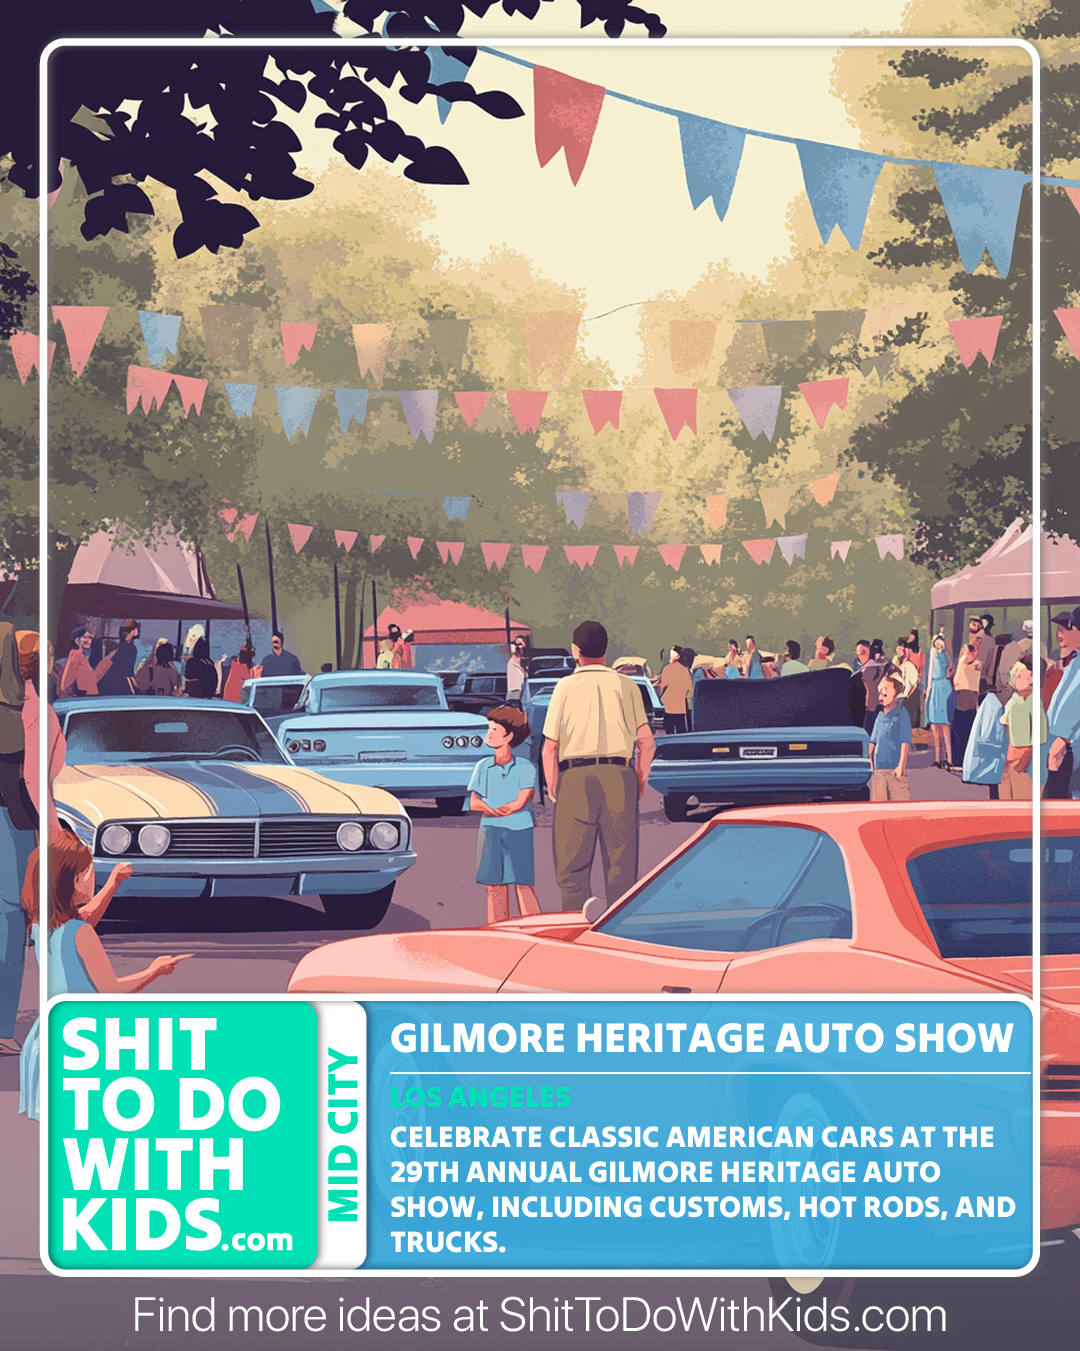 SHIT
TO DO
WITH
KIDS.com
MID CITY
GILMORE HERITAGE AUTO SHOW
LOS ANGELES
CELEBRATE CLASSIC AMERICAN CARS AT THE
29TH ANNUAL GILMORE HERITAGE AUTO
SHOW, INCLUDING CUSTOMS, HOT RODS, AND
TRUCKS.
Find more ideas at ShitToDoWithKids.com